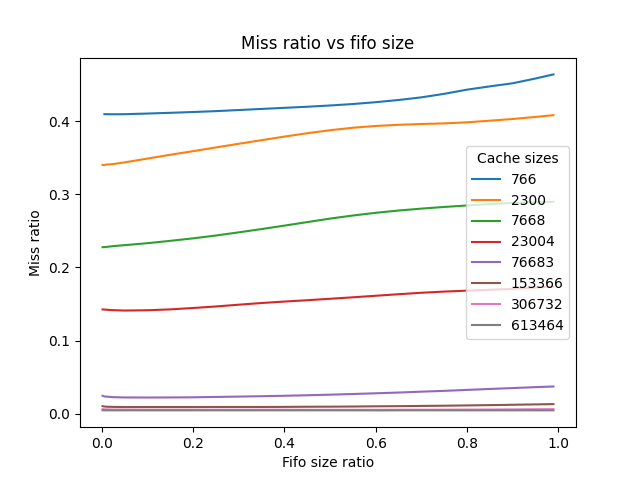 Miss ratio vs fifo size
Miss ratio
0.4
0.3
0.2
0.1
0.0
Cache sizes
766
2300
7668
23004
76683
153366
306732
613464
0.0 0.2 0.4 0.6 0.8 1.0
Fifo size ratio